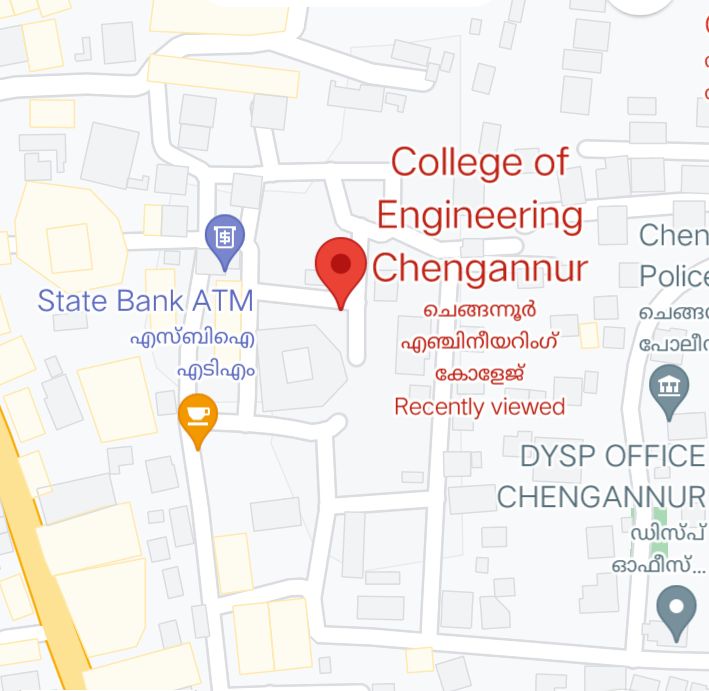 College of
Engineering
Chengannur
ചെങ്ങന്നൂർ
എഞ്ചിനീയറിംഗ്
കോളേജ്
Recently viewed
State Bank ATM
എസ്ബിഐ
എടിഎം
Chen
Police
DYSP OFFICE
CHENGANNUR
ഡിസ്പ്
ഓഫീസ്...